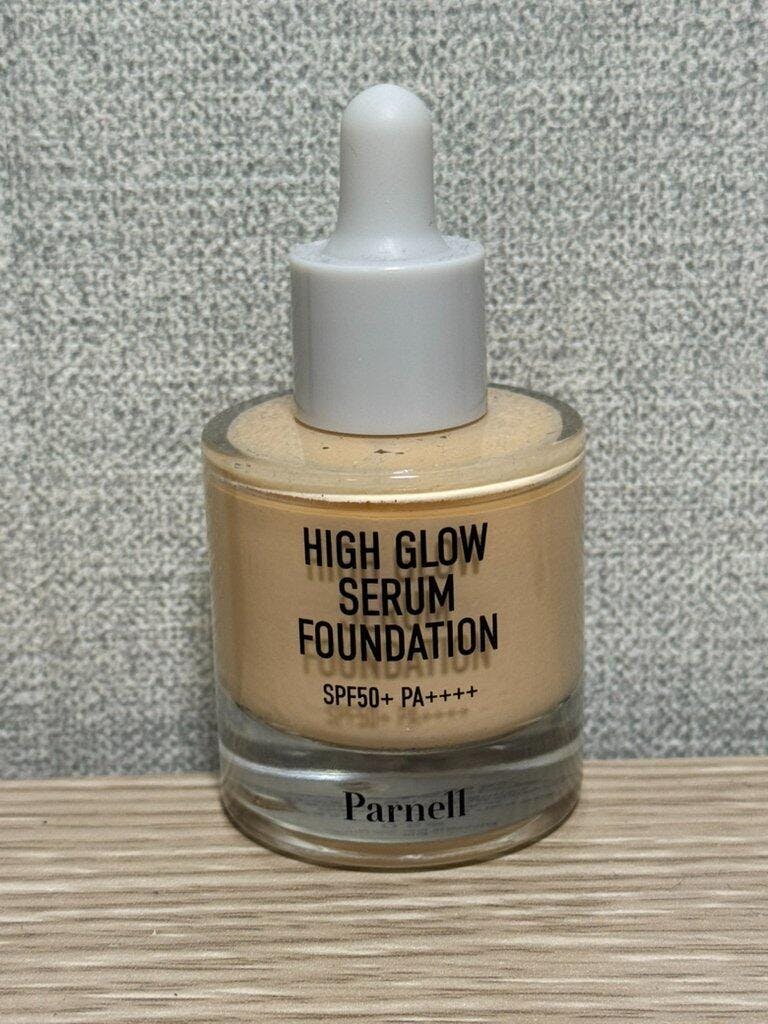 HIGH GLOW
SERUM
FOUNDATION
SPF50+ PA++++
Parnell